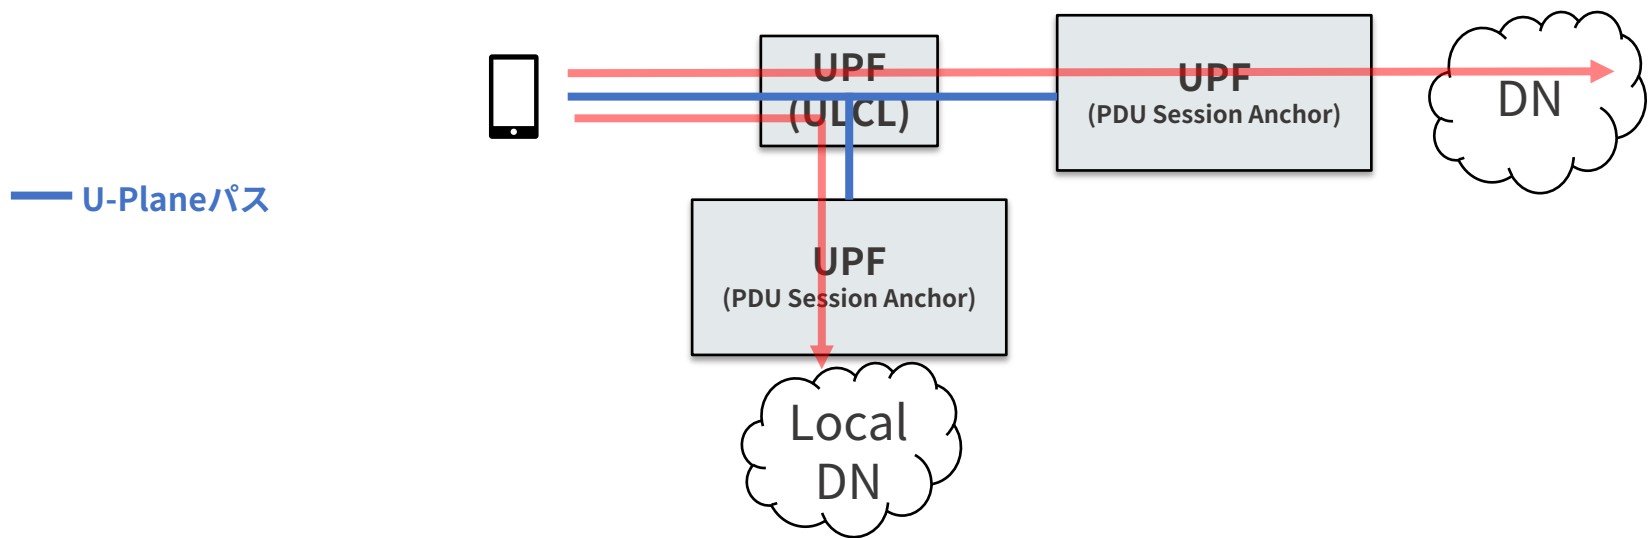 UPF
(ULCL)
UPF
(PDU Session Anchor)
DN
U-Planeパス
UPF
(PDU Session Anchor)
Local
DN